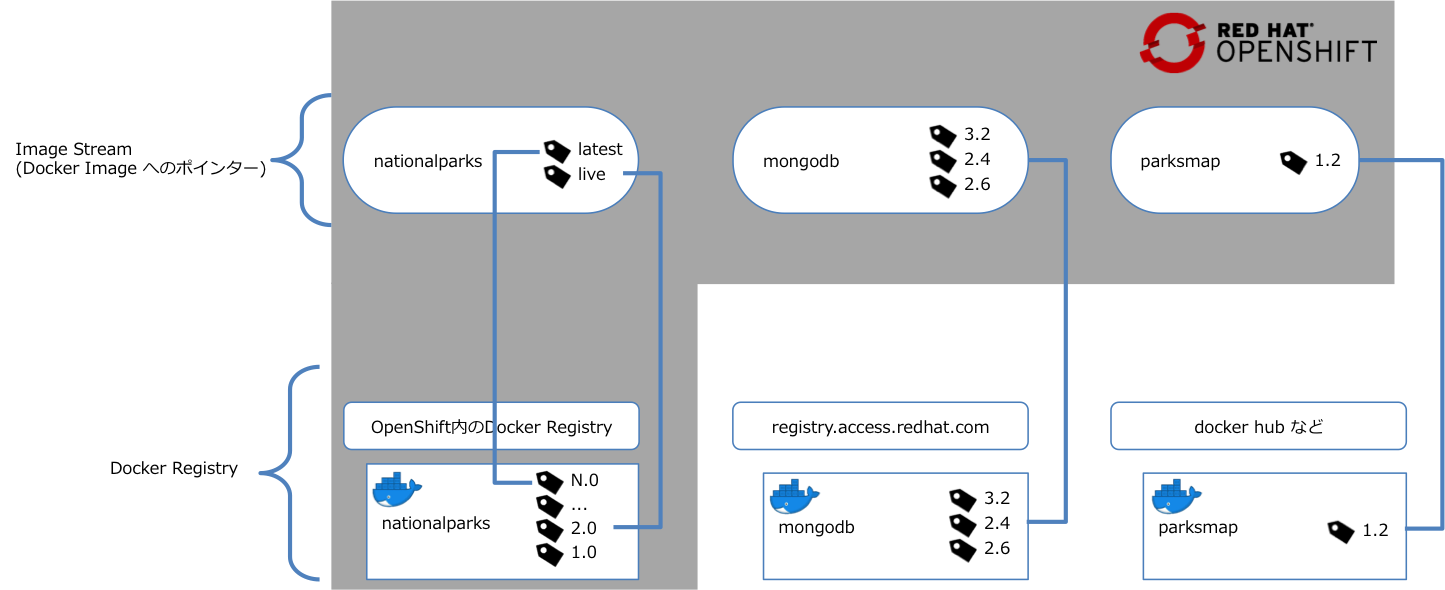 RED HAT®
OPENSHIFT
Image Stream
(Docker Image へのポインター)
nationalparks
latest
live
mongodb
3.2
2.4
2.6
parksmap
1.2
Docker Registry
OpenShift内のDocker Registry
nationalparks
N.0
...
2.0
1.0
registry.access.redhat.com
mongodb
3.2
2.4
2.6
docker hub など
parksmap
1.2